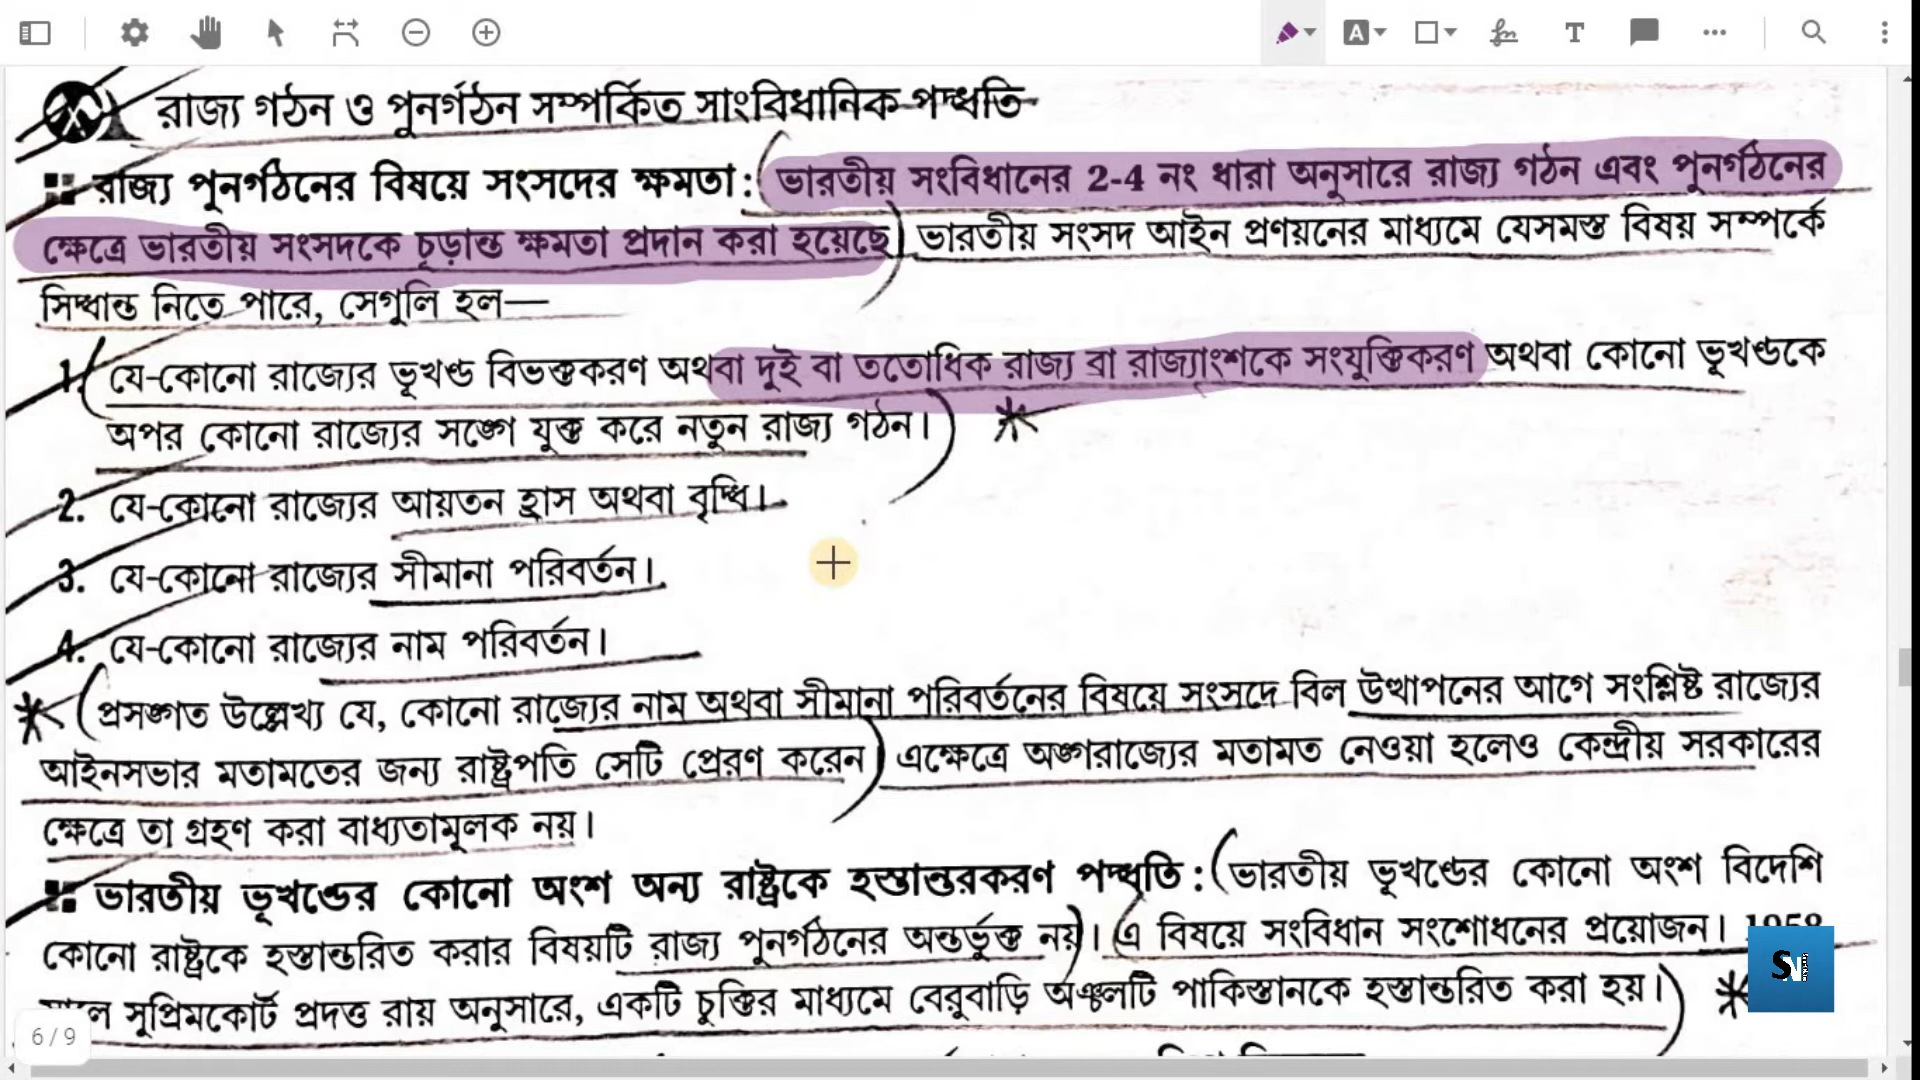 রাজ্য গঠন ও পুনর্গঠন সম্পর্কিত সাংবিধানিক পদ্ধতি
রাজ্য পুনর্গঠনের বিষয়ে সংসদের ক্ষমতা : ভারতীয় সংবিধানের 2-4 নং ধারা অনুসারে রাজ্য গঠন এবং পুনর্গঠনের
ক্ষেত্রে ভারতীয় সংসদকে চূড়ান্ত ক্ষমতা প্রদান করা হয়েছে। ভারতীয় সংসদ আইন প্রণয়নের মাধ্যমে যেসমস্ত বিষয় সম্পর্কে
সিদ্ধান্ত নিতে পারে, সেগুলি হল—
1. যে-কোনো রাজ্যের ভূখণ্ড বিভক্তকরণ অথবা দুই বা ততোধিক রাজ্য বা রাজ্যাংশকে সংযুক্তিকরণ অথবা কোনো ভূখণ্ডকে
অপর কোনো রাজ্যের সঙ্গে যুক্ত করে নতুন রাজ্য গঠন।
2. যে-কোনো রাজ্যের আয়তন হ্রাস অথবা বৃদ্ধি।
3. যে-কোনো রাজ্যের সীমানা পরিবর্তন।
4. যে-কোনো রাজ্যের নাম পরিবর্তন।
প্রসঙ্গত উল্লেখ্য যে, কোনো রাজ্যের নাম অথবা সীমানা পরিবর্তনের বিষয়ে সংসদে বিল উত্থাপনের আগে সংশ্লিষ্ট রাজ্যের
আইনসভার মতামতের জন্য রাষ্ট্রপতি সেটি প্রেরণ করেন। এক্ষেত্রে অঙ্গরাজ্যের মতামত নেওয়া হলেও কেন্দ্রীয় সরকারের
ক্ষেত্রে তা গ্রহণ করা বাধ্যতামূলক নয়।
ভারতীয় ভূখণ্ডের কোনো অংশ অন্য রাষ্ট্রকে হস্তান্তরকরণ পদ্ধতি : ভারতীয় ভূখণ্ডের কোনো অংশ বিদেশি
কোনো রাষ্ট্রকে হস্তান্তরিত করার বিষয়টি রাজ্য পুনর্গঠনের অন্তর্ভুক্ত নয়। এ বিষয়ে সংবিধান সংশোধনের প্রয়োজন।
সুপ্রিমকোর্ট প্রদত্ত রায় অনুসারে, একটি চুক্তির মাধ্যমে বেরুবাড়ি অঞ্চলটি পাকিস্তানকে হস্তান্তরিত করা হয়।
6 / 9